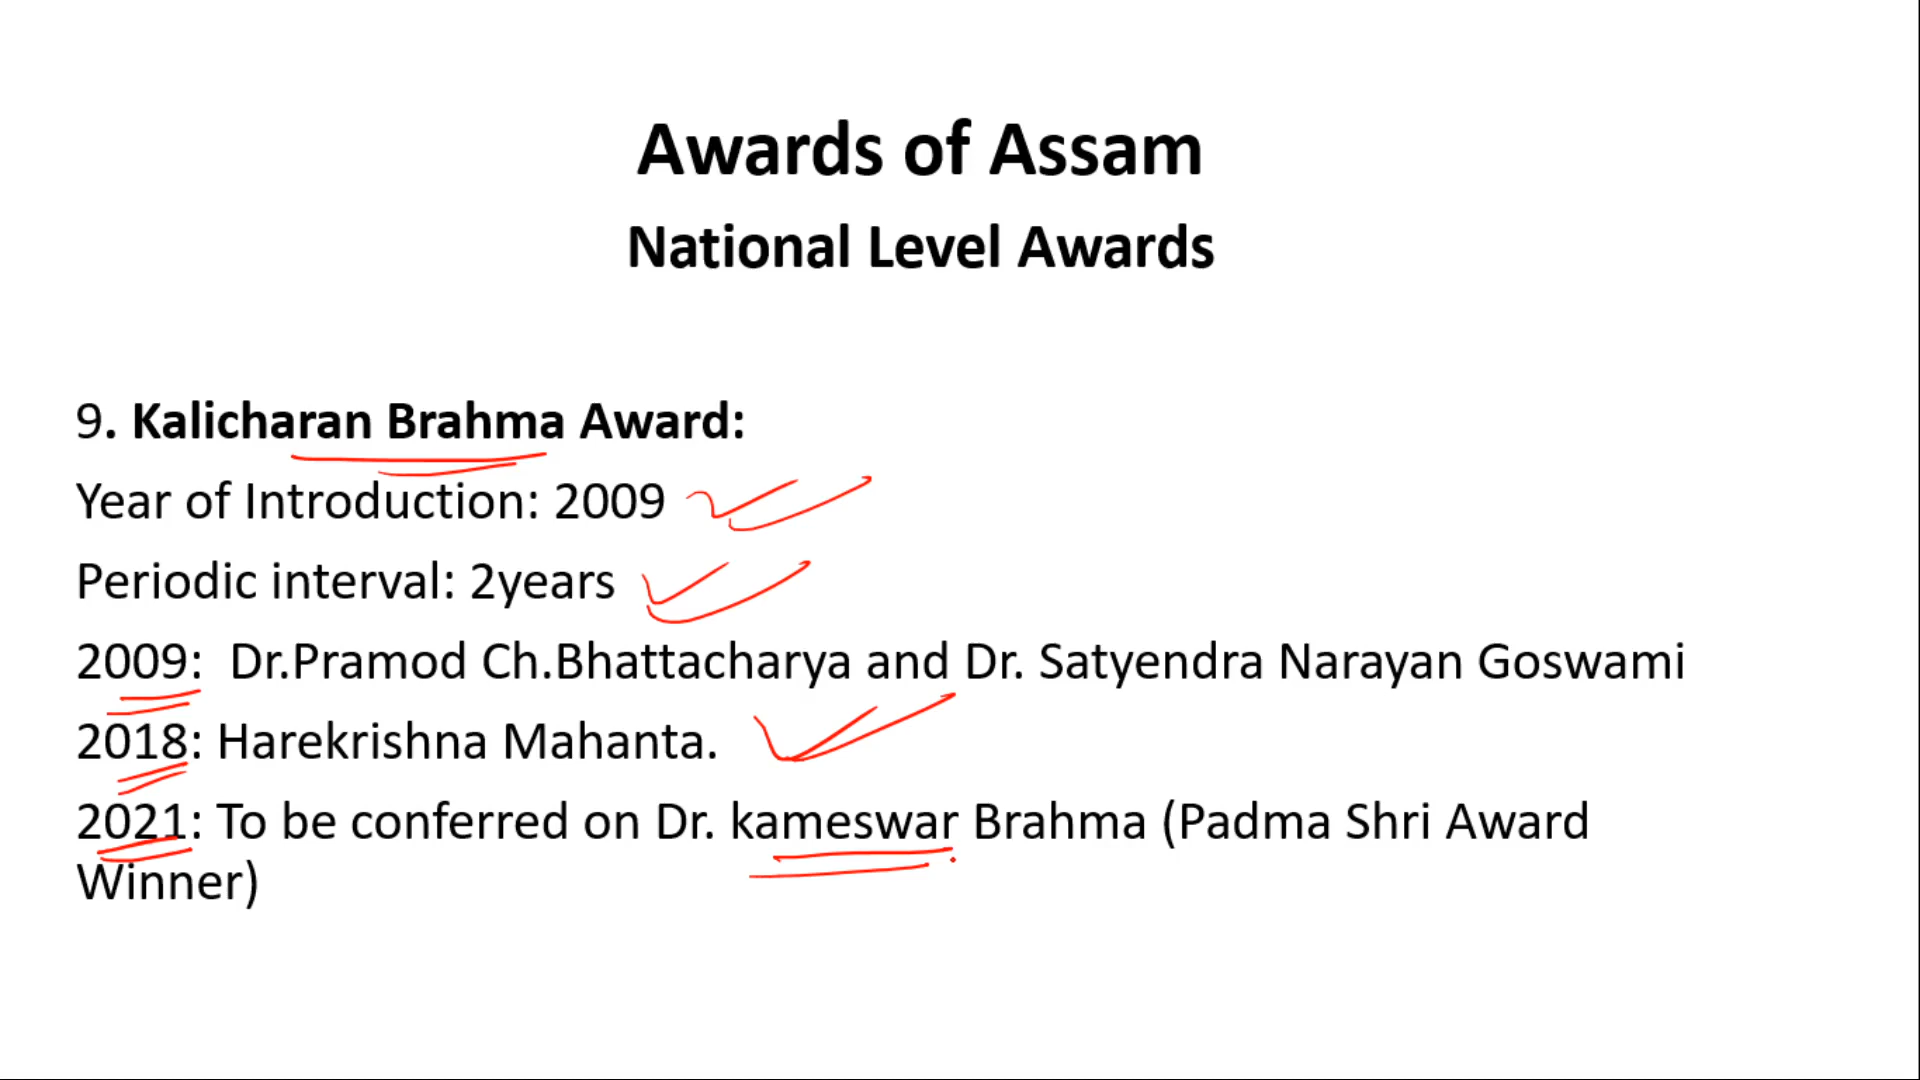 Awards of Assam
National Level Awards
9. Kalicharan Brahma Award:
Year of Introduction: 2009
Periodic interval: 2years
2009:  Dr.Pramod Ch.Bhattacharya and Dr. Satyendra Narayan Goswami
2018: Harekrishna Mahanta.
2021: To be conferred on Dr. kameswar Brahma (Padma Shri Award
Winner)